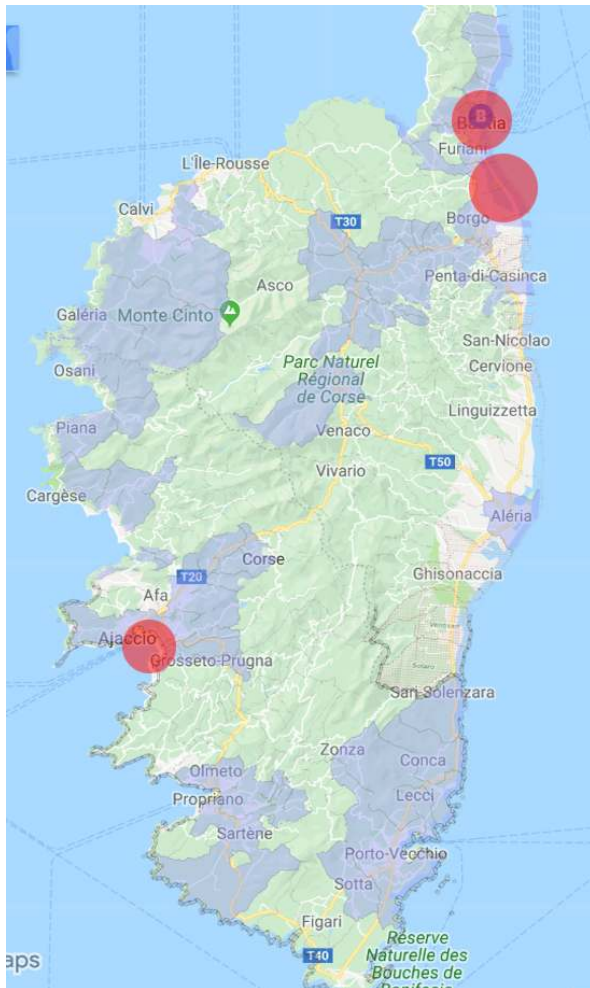 B
Bastia
Furiani
L'Île-Rousse
Calvi
T30
Borgo
Asco
Penta-di-Casinca
Galéria
Monte Cinto
San-Nicolao
Cervione
Osani
Parc Naturel
Régional
de Corse
Linguizzetta
Piana
Venaco
Vivario
T50
Cargèse
Aléria
Corse
T20
Ghisonaccia
Afa
Ajaccio
Grosseto-Prugna
San-Solenzara
Zonza
Conca
Olmeto
Lecci
Propriano
Sartène
Porto-Vecchio
Sotta
Figari
Réserve
Naturelle des
Bouches de
T40
aps